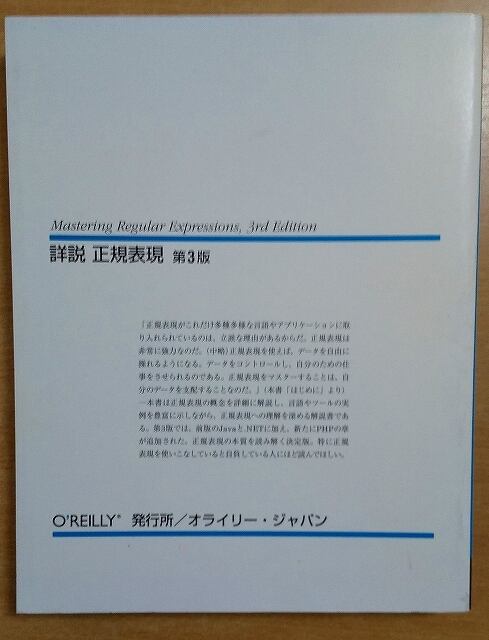 Mastering Regular Expressions, 3rd Edition
詳説 正規表現 第3版
「正規表現がこれだけ多種多様な言語やアプリケーションに取
り入れられているのは、立派な理由があるからだ。正規表現は
非常に強力なのだ。（中略）正規表現を使えば、データを自由に
操れるようになる。データをコントロールし、自分のための仕
事をさせられるのである。正規表現をマスターすることは、自
分のデータを支配することなのだ。」（本書「はじめに」より）
―本書は正規表現の概念を詳細に解説し、言語やツールの実
例を豊富に示しながら、正規表現への理解を深める解説書であ
る。第3版では、前版のJavaと.NETに加え、新たにPHPの章
が追加された。正規表現の本質を読み解く決定版。特に正規
表現を使いこなしていると自負している人にほど読んでほしい。
O'REILLY® 発行所／オライリー・ジャパン